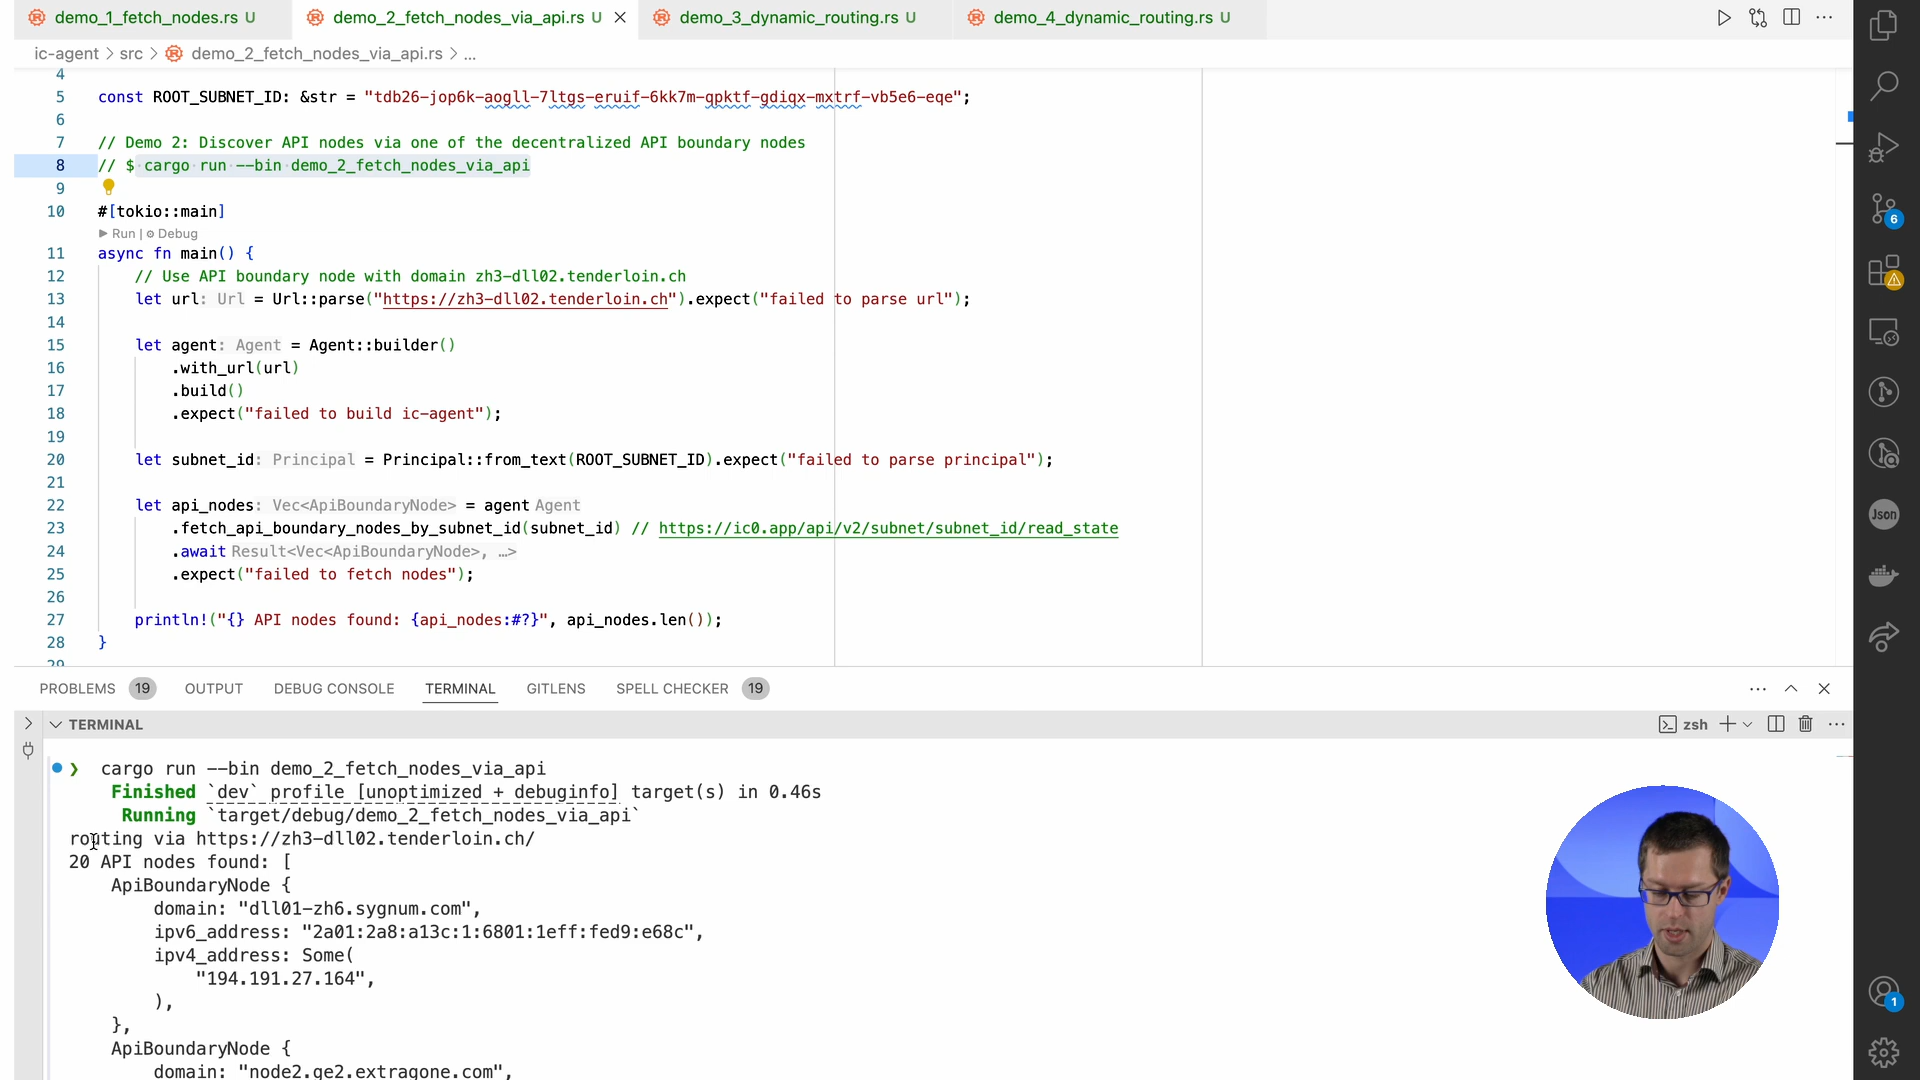 demo_1_fetch_nodes.rs U
demo_2_fetch_nodes_via_api.rs U
demo_3_dynamic_routing.rs U
demo_4_dynamic_routing.rs U
ic-agent > src > demo_2_fetch_nodes_via_api.rs > ...
4
5 const ROOT_SUBNET_ID: &str = "tdb26-jop6k-aogll-7ltgs-eruif-6kk7m-qpktf-gdiqx-mxtrf-vb5e6-eqe";
6
7 // Demo 2: Discover API nodes via one of the decentralized API boundary nodes
8 // $ cargo run --bin demo_2_fetch_nodes_via_api
9
10 #[tokio::main]
Run | Debug
11 async fn main() {
12 // Use API boundary node with domain zh3-dll02.tenderloin.ch
13 let url: Url = Url::parse("https://zh3-dll02.tenderloin.ch").expect("failed to parse url");
14
15 let agent: Agent = Agent::builder()
16 .with_url(url)
17 .build()
18 .expect("failed to build ic-agent");
19
20 let subnet_id: Principal = Principal::from_text(ROOT_SUBNET_ID).expect("failed to parse principal");
21
22 let api_nodes: Vec<ApiBoundaryNode> = agent Agent
23 .fetch_api_boundary_nodes_by_subnet_id(subnet_id) // https://ic0.app/api/v2/subnet/subnet_id/read_state
24 .await Result<Vec<ApiBoundaryNode>, …>
25 .expect("failed to fetch nodes");
26
27 println!("{} API nodes found: {api_nodes:#?}", api_nodes.len());
28 }
29
PROBLEMS 19 OUTPUT DEBUG CONSOLE TERMINAL GITLENS SPELL CHECKER 19
TERMINAL
zsh
❯ cargo run --bin demo_2_fetch_nodes_via_api
Finished `dev` profile [unoptimized + debuginfo] target(s) in 0.46s
Running `target/debug/demo_2_fetch_nodes_via_api`
routing via https://zh3-dll02.tenderloin.ch/
20 API nodes found: [
ApiBoundaryNode {
domain: "dll01-zh6.sygnum.com",
ipv6_address: "2a01:2a8:a13c:1:6801:1eff:fed9:e68c",
ipv4_address: Some(
"194.191.27.164",
),
},
ApiBoundaryNode {
domain: "node2.ge2.extragone.com",
6
Json
1